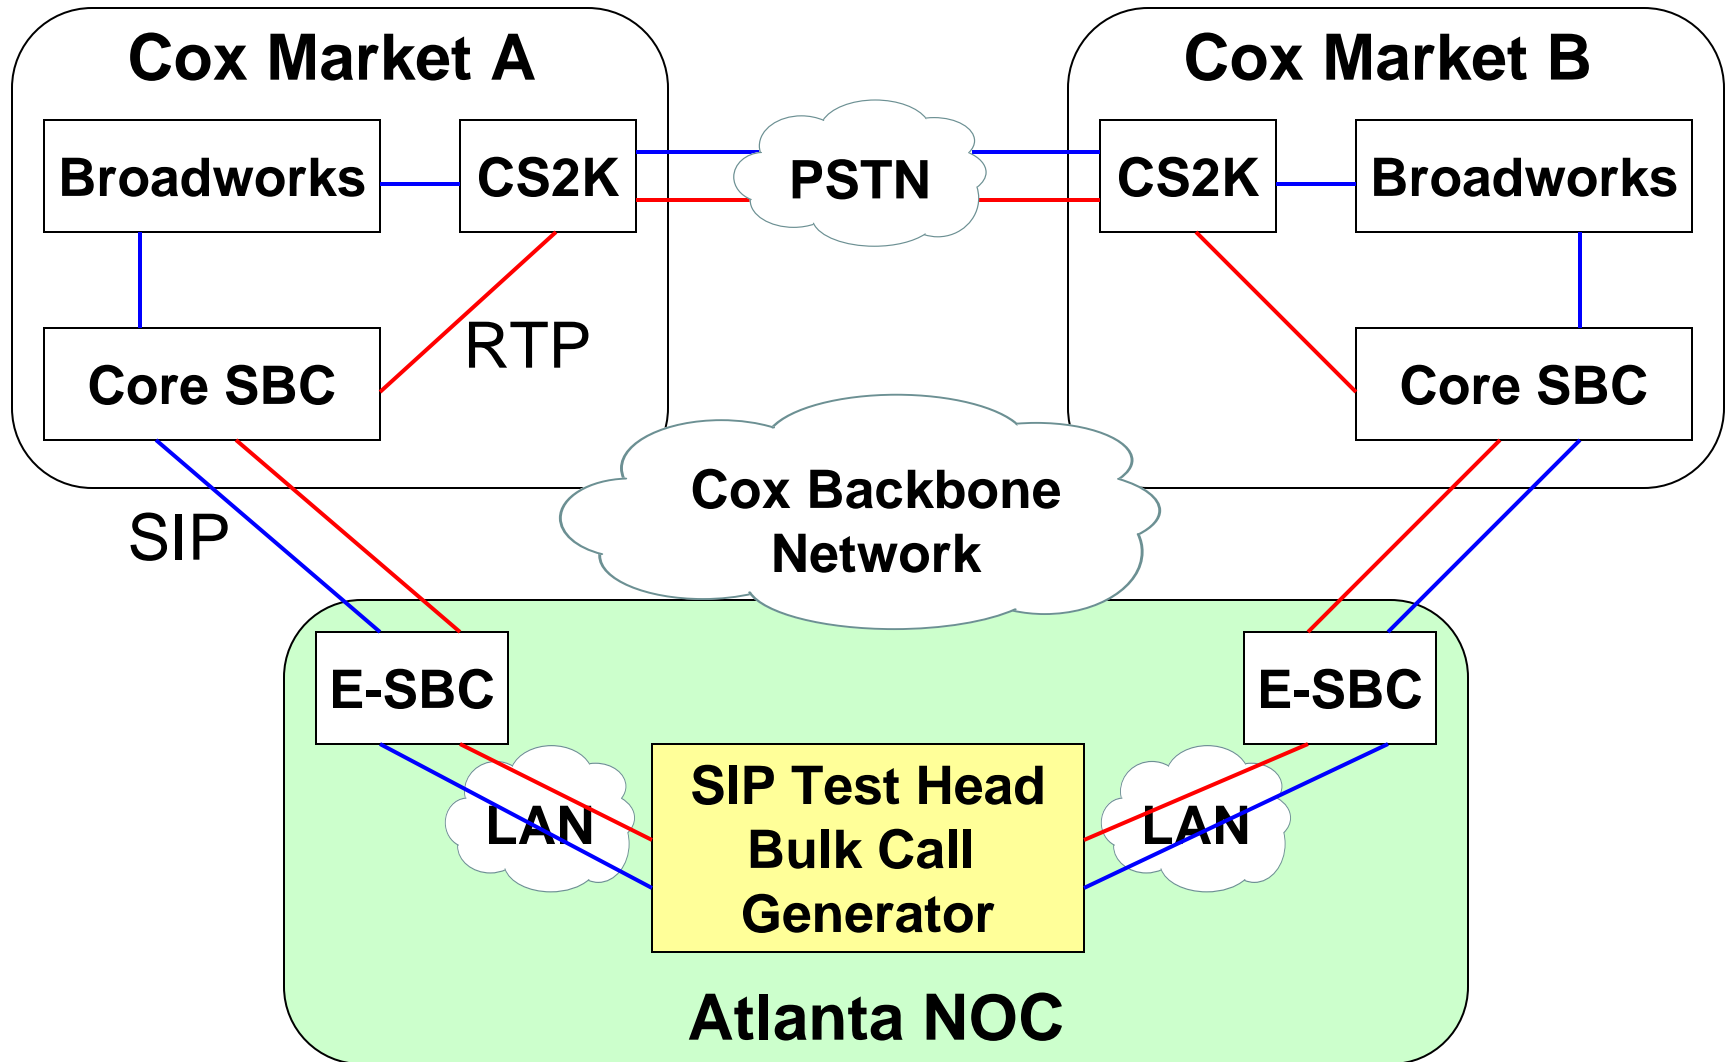 Cox Market A
Cox Market B
Broadworks
CS2K
PSTN
CS2K
Broadworks
RTP
Core SBC
Core SBC
Cox Backbone
Network
SIP
E-SBC
E-SBC
LAN
SIP Test Head
Bulk Call
Generator
LAN
Atlanta NOC